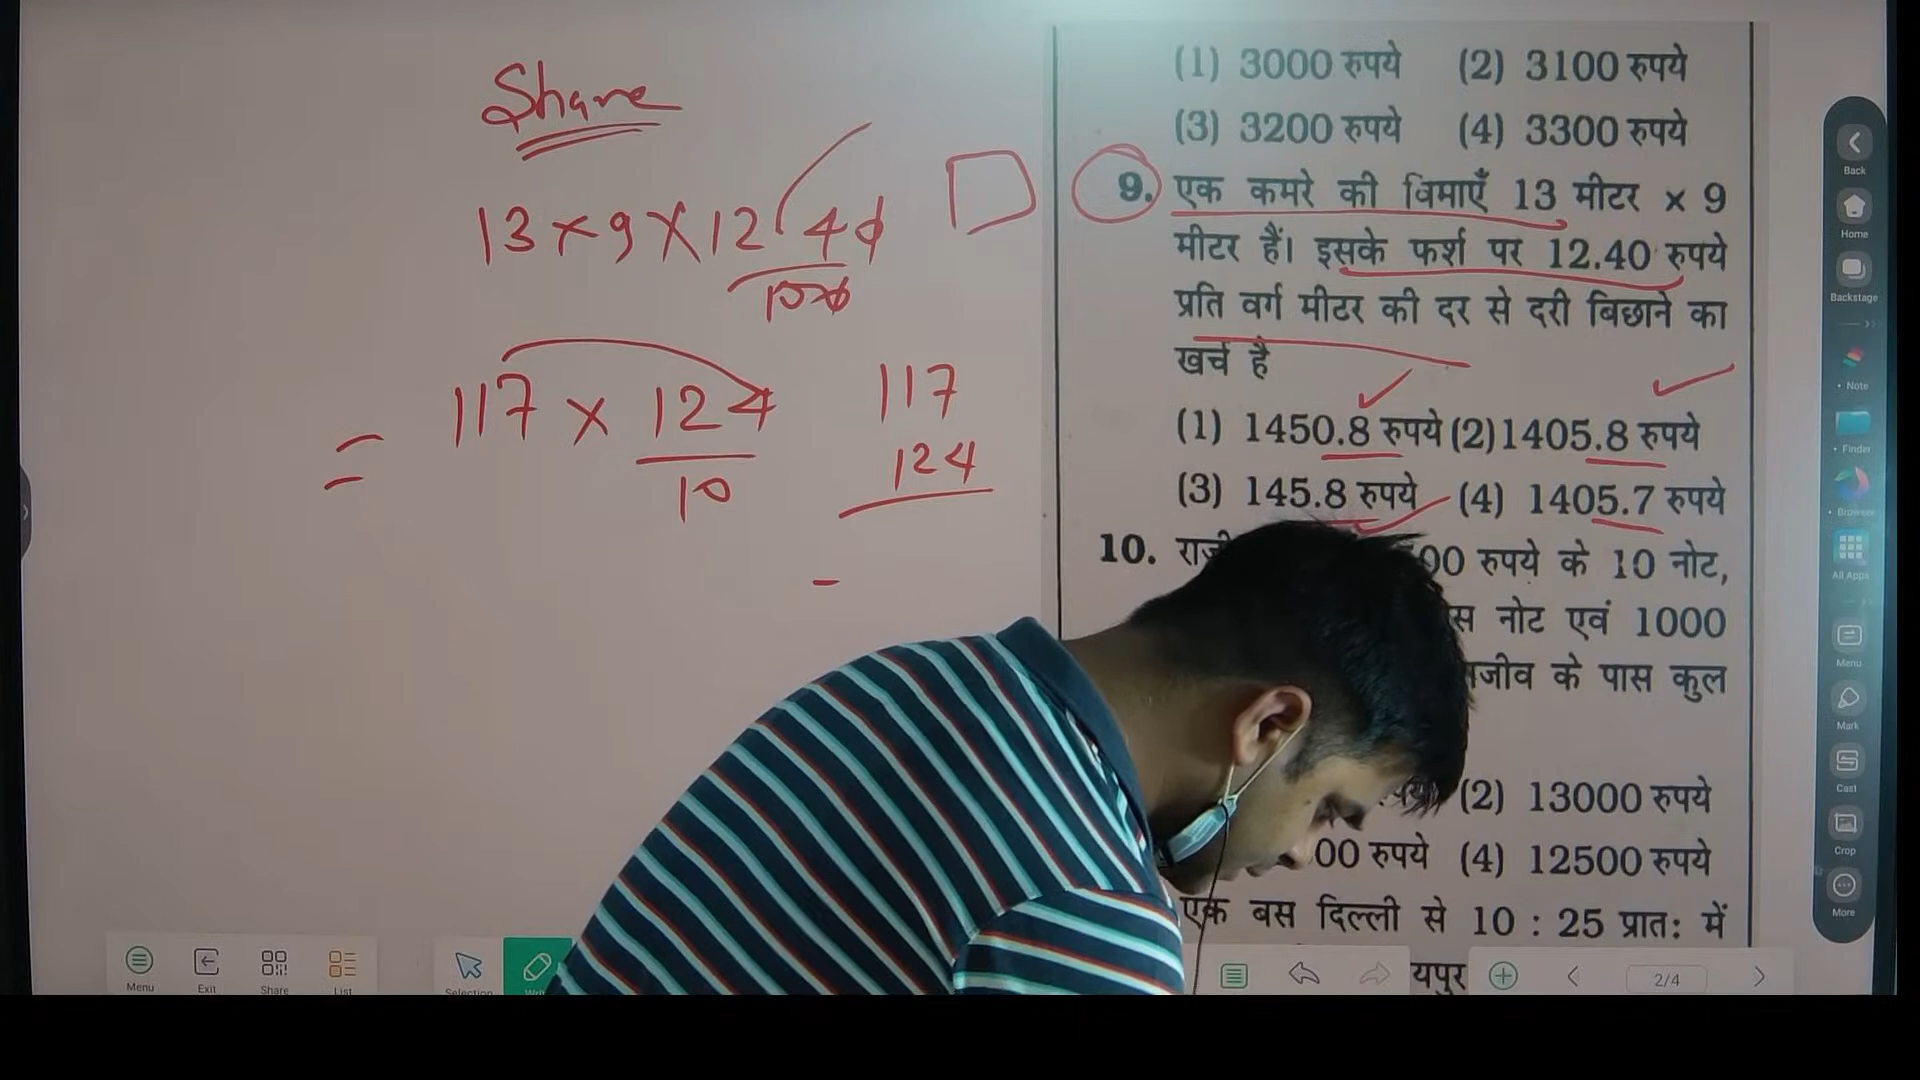 Share
13 × 9 × 12 40
100
= 117 × 124
10
117
124
(1) 3000 रुपये (2) 3100 रुपये
(3) 3200 रुपये (4) 3300 रुपये
9. एक कमरे की विमाएँ 13 मीटर × 9
मीटर हैं। इसके फर्श पर 12.40 रुपये
प्रति वर्ग मीटर की दर से दरी बिछाने का
खर्च है
(1) 1450.8 रुपये (2) 1405.8 रुपये
(3) 145.8 रुपये (4) 1405.7 रुपये
10. 00 रुपये के 10 नोट,
नोट एवं 1000
के पास कुल
(2) 13000 रुपये
00 रुपये (4) 12500 रुपये
एक बस दिल्ली से 10 : 25 प्रात: में
यपुर
Back
Home
Backstage
Note
Finder
Browser
All Apps
Menu
Mark
Cast
Crop
More
Menu Exit Share List Selection
2/4